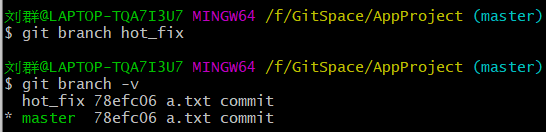 刘群@LAPTOP-TQA7I3U7 MINGW64 /f/GitSpace/AppProject (master)
$ git branch hot_fix
刘群@LAPTOP-TQA7I3U7 MINGW64 /f/GitSpace/AppProject (master)
$ git branch -v
hot_fix 78efc06 a.txt commit
* master 78efc06 a.txt commit